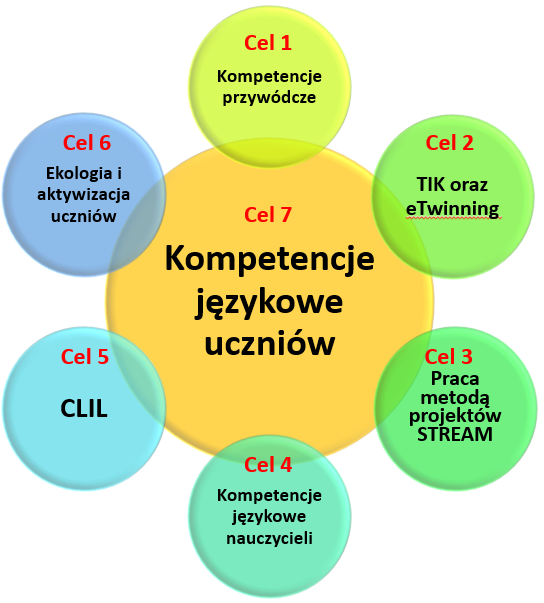 Cel 1
Kompetencje
przywódcze
Cel 2
TIK oraz
eTwinning
Cel 3
Praca
metodą
projektów
STREAM
Cel 4
Kompetencje
językowe
nauczycieli
Cel 5
CLIL
Cel 6
Ekologia i
aktywizacja
uczniów
Cel 7
Kompetencje
językowe
uczniów